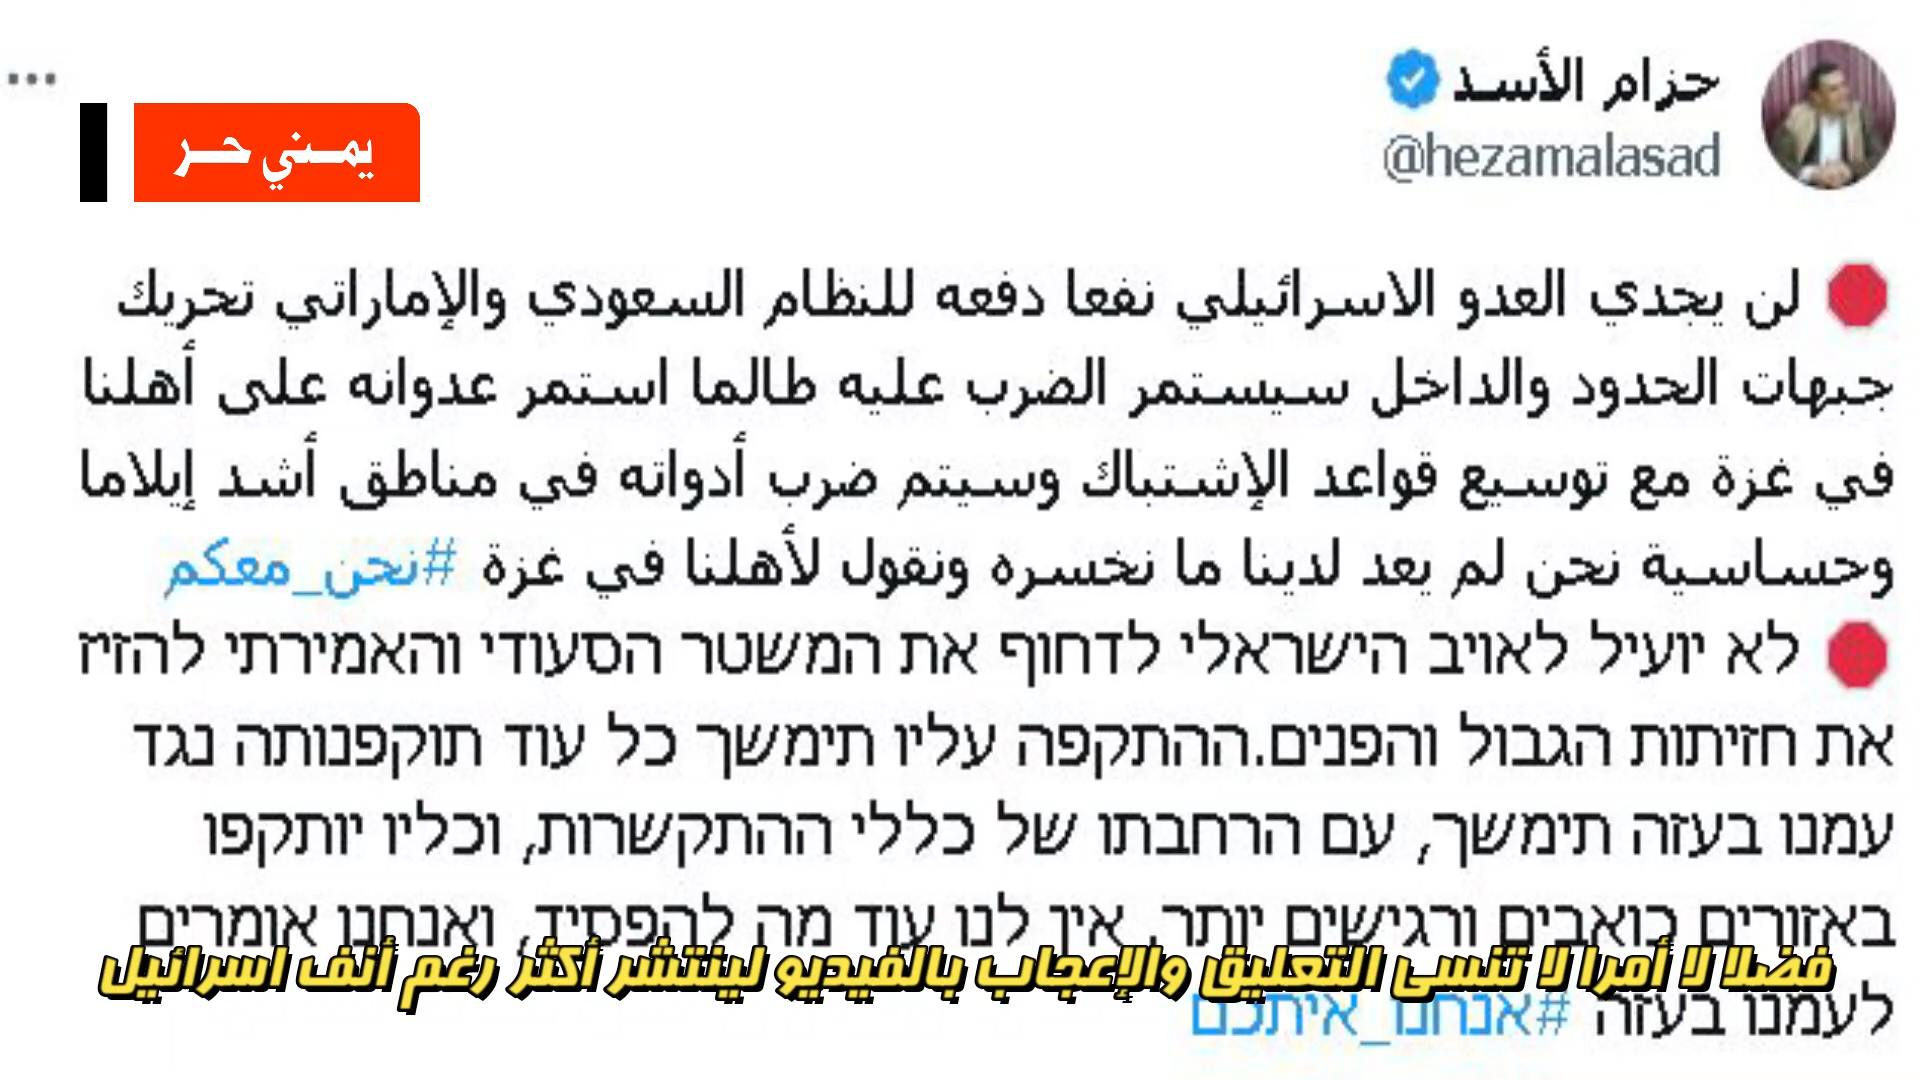 حزام الأسد
@hezamalasad
يمني حر
لن يجدي العدو الاسرائيلي نفعا دفعه للنظام السعودي والإماراتي تحريك
جبهات الحدود والداخل سيستمر الضرب عليه طالما استمر عدوانه على أهلنا
في غزة مع توسيع قواعد الإشتباك وسيتم ضرب أدواته في مناطق أشد إيلاما
وحساسية نحن لم يعد لدينا ما نخسره ونقول لأهلنا في غزة #نحن_معكم
לא יועיל לאויב הישראלי לדחוף את המשטר הסעודי והאמירתי להזיז
את חזיתות הגבול והפנים.ההתקפה עליו תימשך כל עוד תוקפנותה נגד
עמנו בעזה תימשך, עם הרחבתו של כללי ההתקשרות, וכליו יותקפו
באזורים כואבים ורגישים יותר. אין לנו עוד מה להפסיד, ואנחנו אומרים
فضلا لا أمرا لا تنسى التعليق والإعجاب بالفيديو لينتشر أكثر رغم أنف اسرائيل
לעמנו בעזה #אנחנו_איתכם